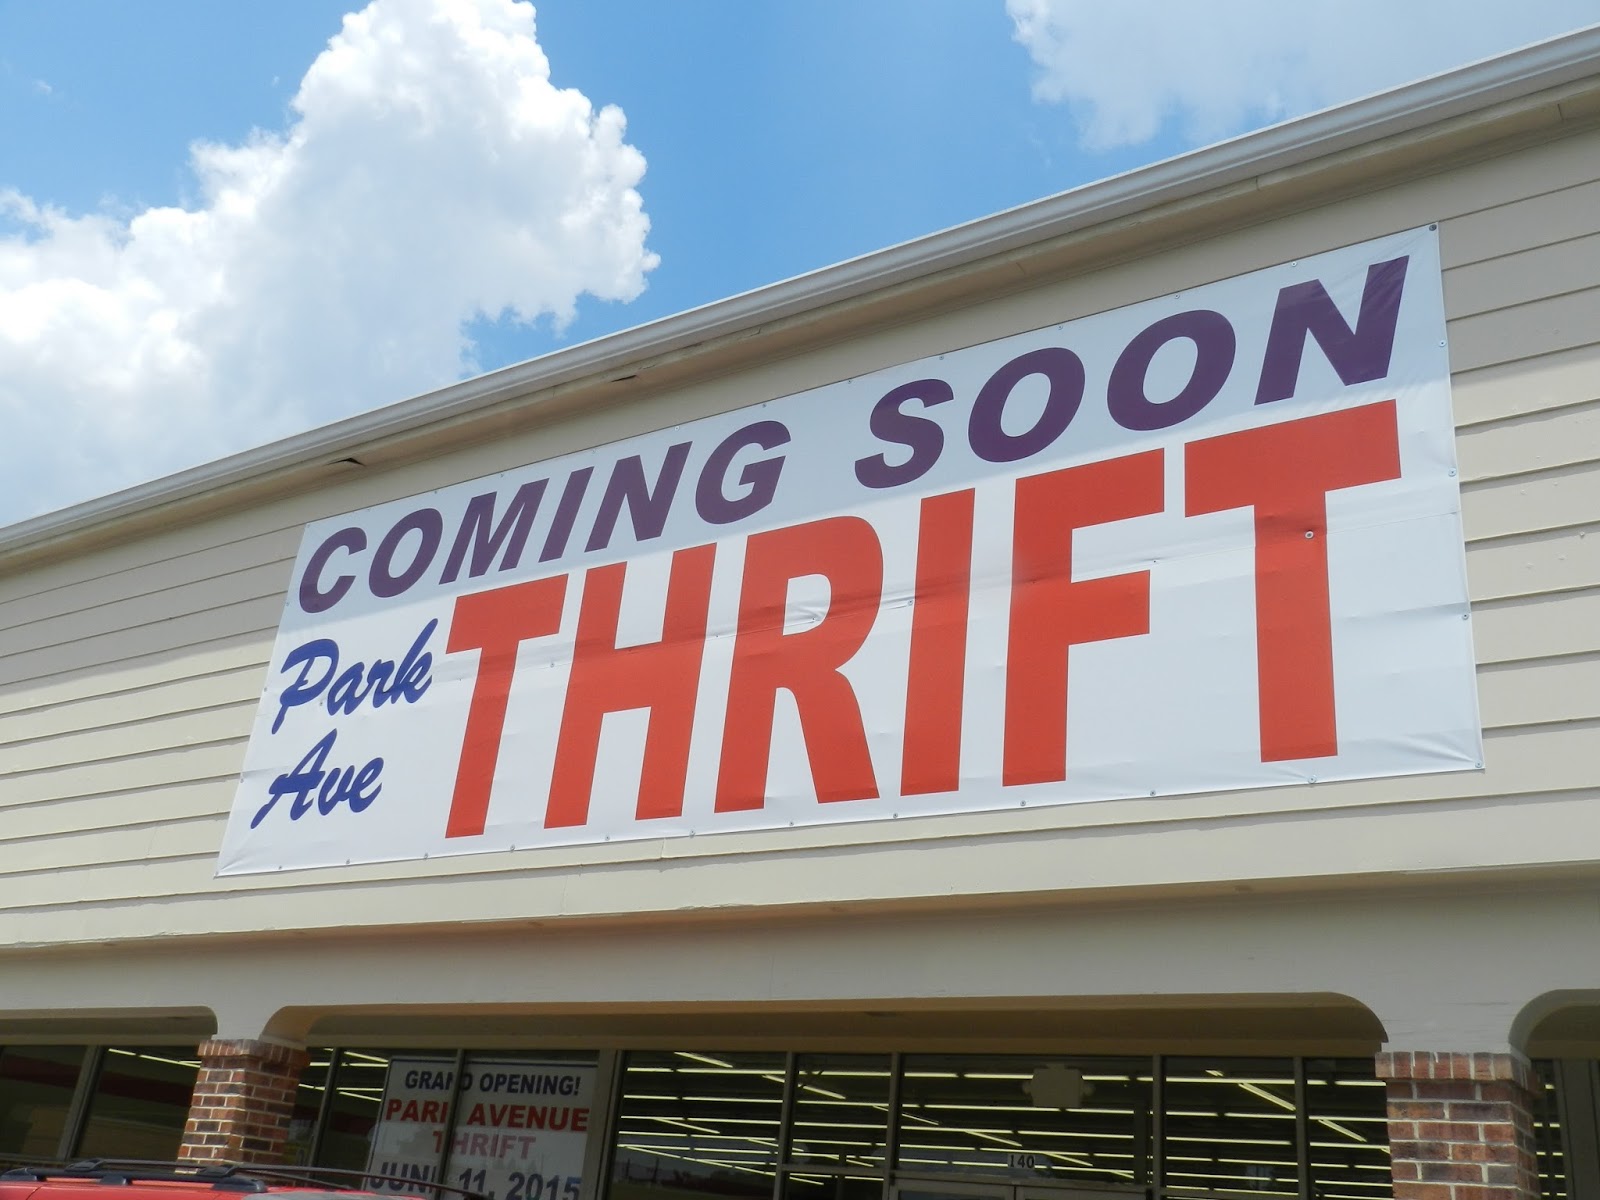 COMING SOON
Park
Ave
THRIFT
GRAND OPENING!
PARK AVENUE
THRIFT
JUNE 11, 2015
140